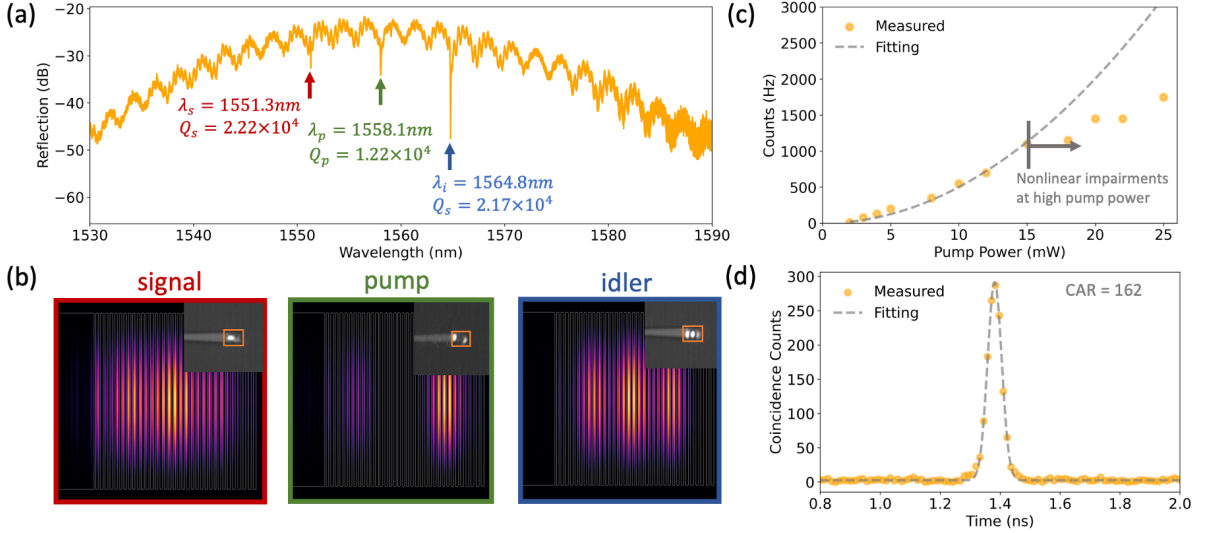 (a)
−20
−30
−40
−50
−60
Reflection (dB)
λs = 1551.3nm
Qs = 2.22×10⁴
λp = 1558.1nm
Qp = 1.22×10⁴
λi = 1564.8nm
Qs = 2.17×10⁴
1530 1540 1550 1560 1570 1580 1590
Wavelength (nm)
(b)
signal
pump
idler
(c)
3000
2500
2000
1500
1000
500
0
Counts (Hz)
Measured
Fitting
Nonlinear impairments
at high pump power
0 5 10 15 20 25
Pump Power (mW)
(d)
300
250
200
150
100
50
0
Coincidence Counts
Measured
Fitting
CAR = 162
0.8 1.0 1.2 1.4 1.6 1.8 2.0
Time (ns)